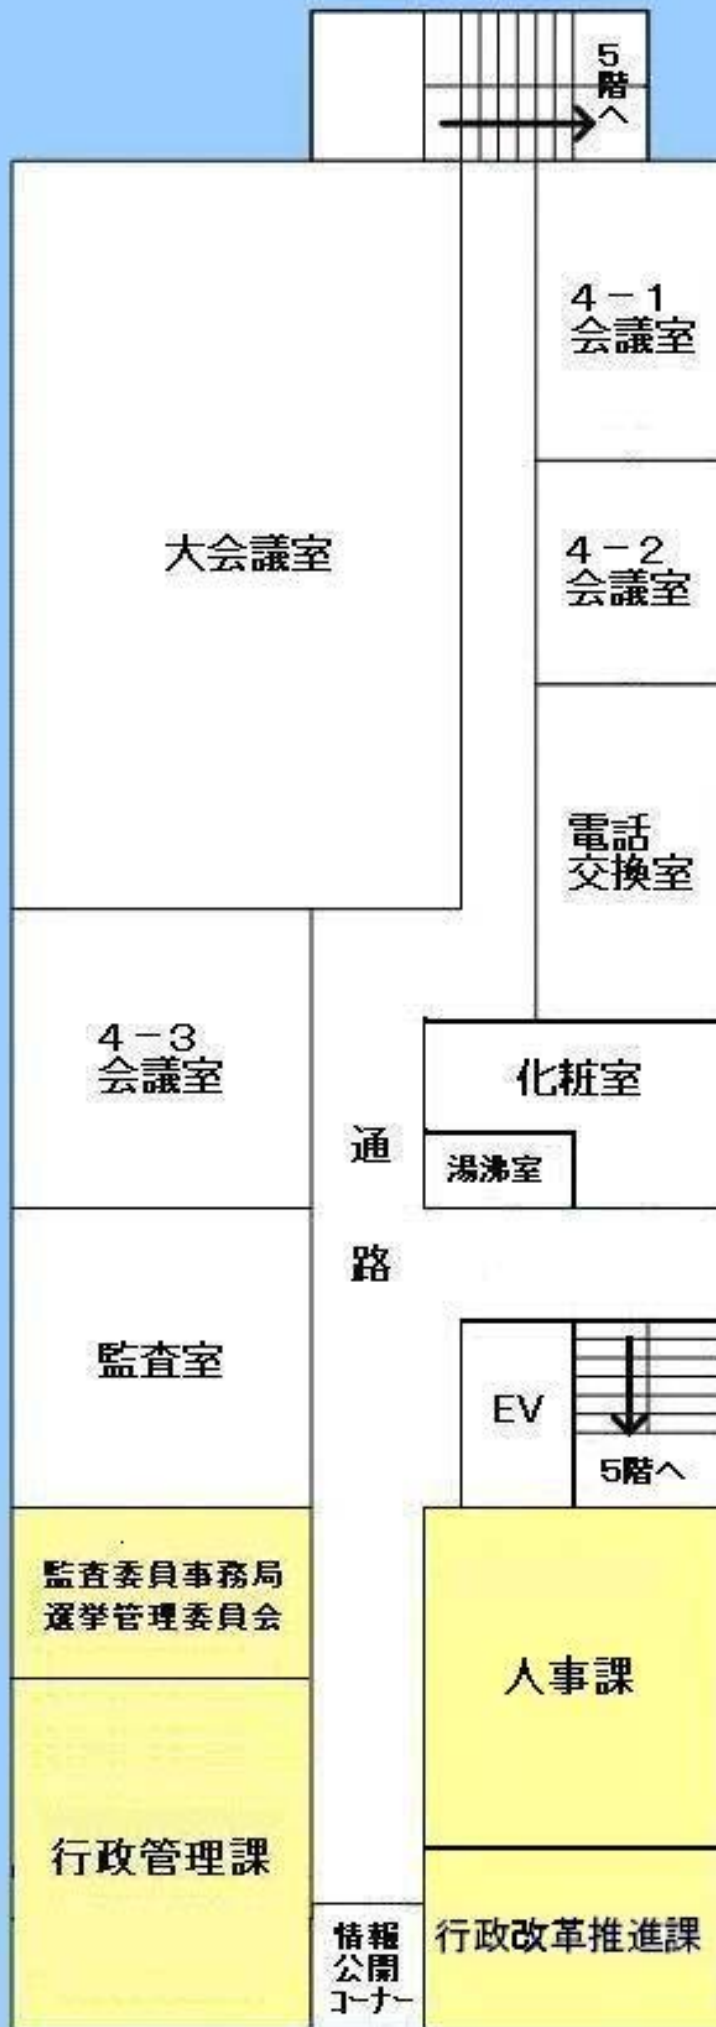 5
階
へ
4－1
会議室
大会議室
4－2
会議室
電話
交換室
4－3
会議室
化粧室
湯沸室
通
路
監査室
EV
5階へ
監査委員事務局
選挙管理委員会
人事課
行政管理課
情報
公開
コーナー
行政改革推進課